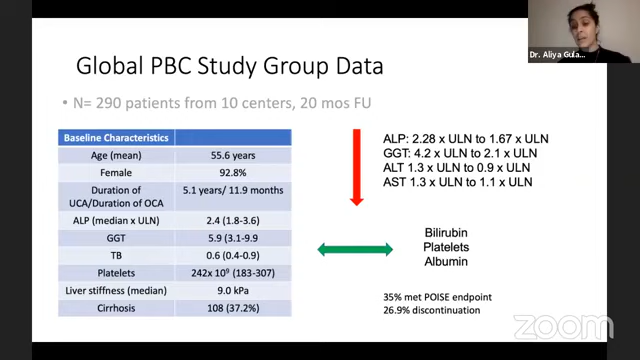 Dr. Aliya Gula...
Global PBC Study Group Data
• N= 290 patients from 10 centers, 20 mos FU
Baseline Characteristics
Age (mean) 55.6 years
Female 92.8%
Duration of UCA/Duration of OCA 5.1 years/ 11.9 months
ALP (median x ULN) 2.4 (1.8-3.6)
GGT 5.9 (3.1-9.9
TB 0.6 (0.4-0.9)
Platelets 242x 10⁹ (183-307)
Liver stiffness (median) 9.0 kPa
Cirrhosis 108 (37.2%)
ALP: 2.28 x ULN to 1.67 x ULN
GGT: 4.2 x ULN to 2.1 x ULN
ALT 1.3 x ULN to 0.9 x ULN
AST 1.3 x ULN to 1.1 x ULN
Bilirubin
Platelets
Albumin
35% met POISE endpoint
26.9% discontinuation
zoom